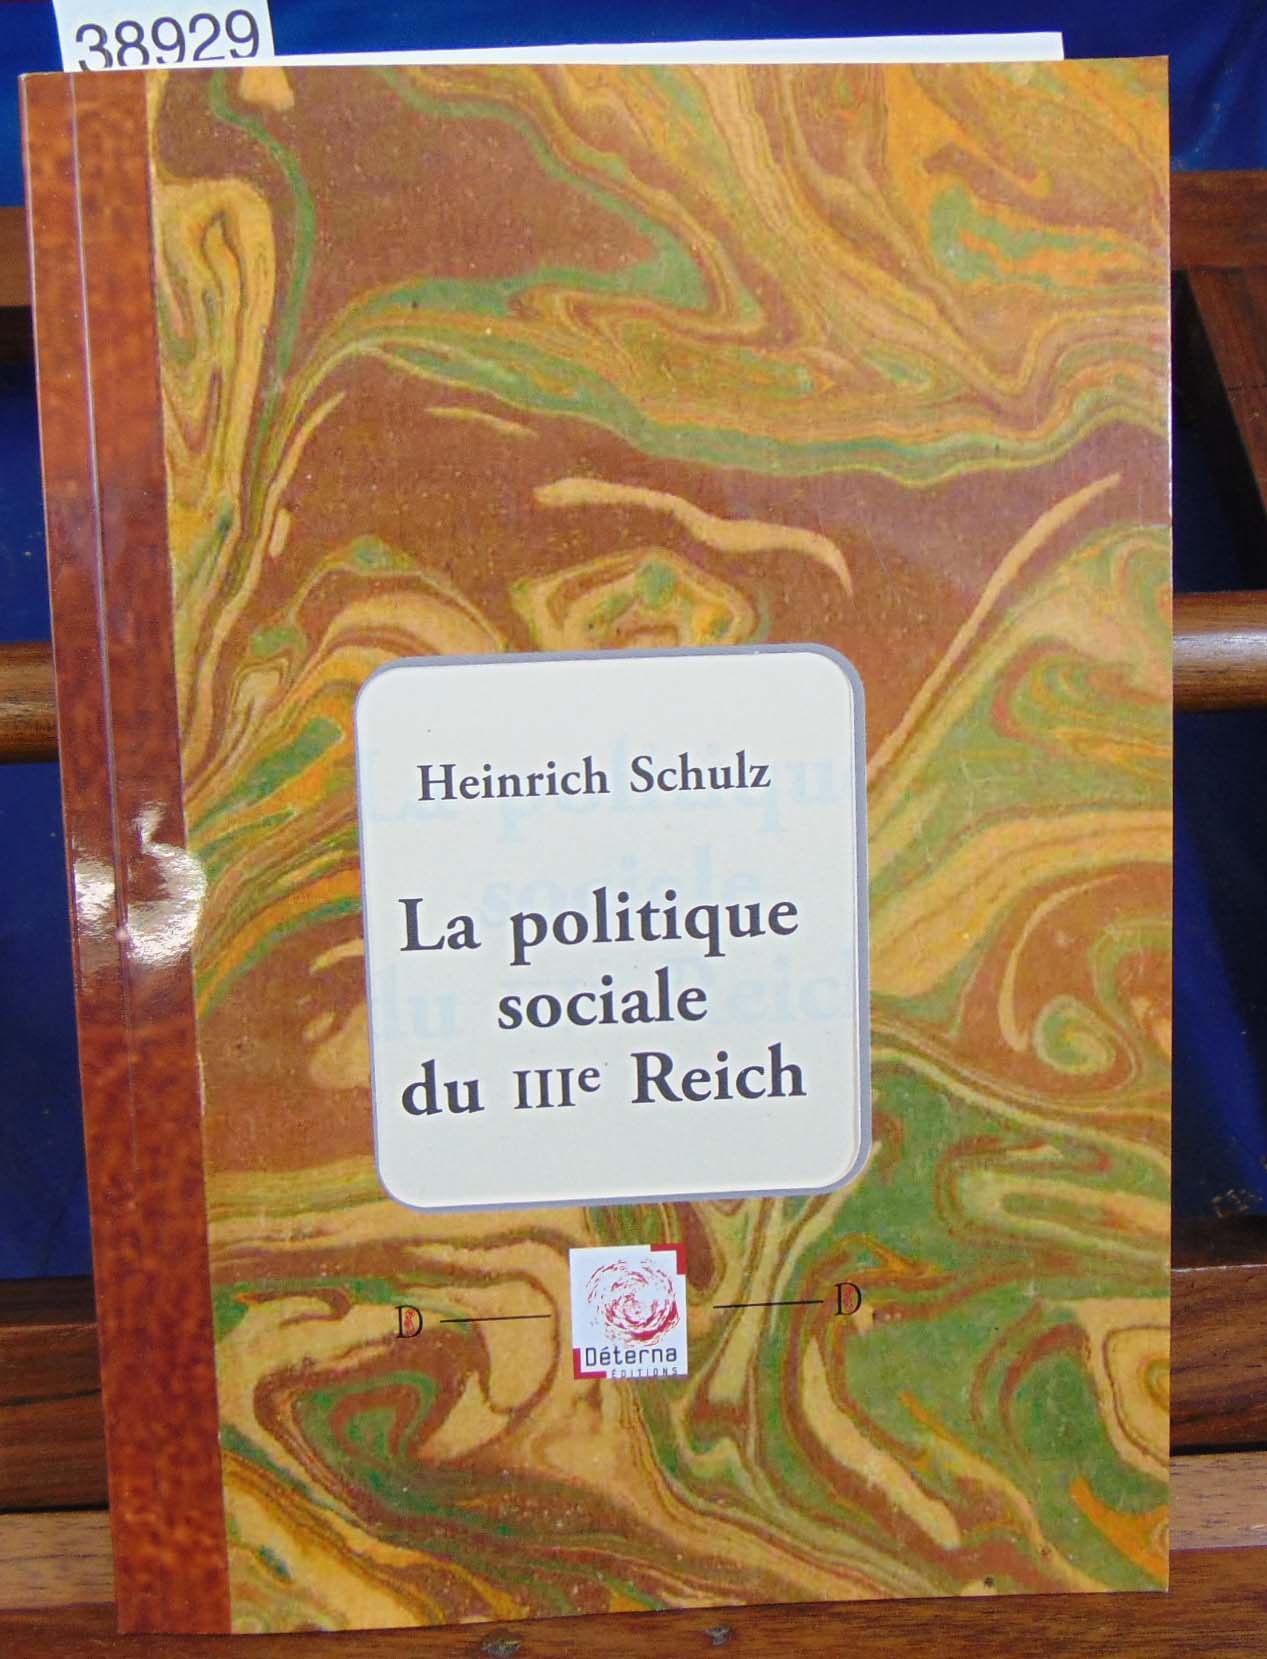 38929
Heinrich Schulz
La politique
sociale
du IIIe Reich
D
D
Déterna
ÉDITIONS